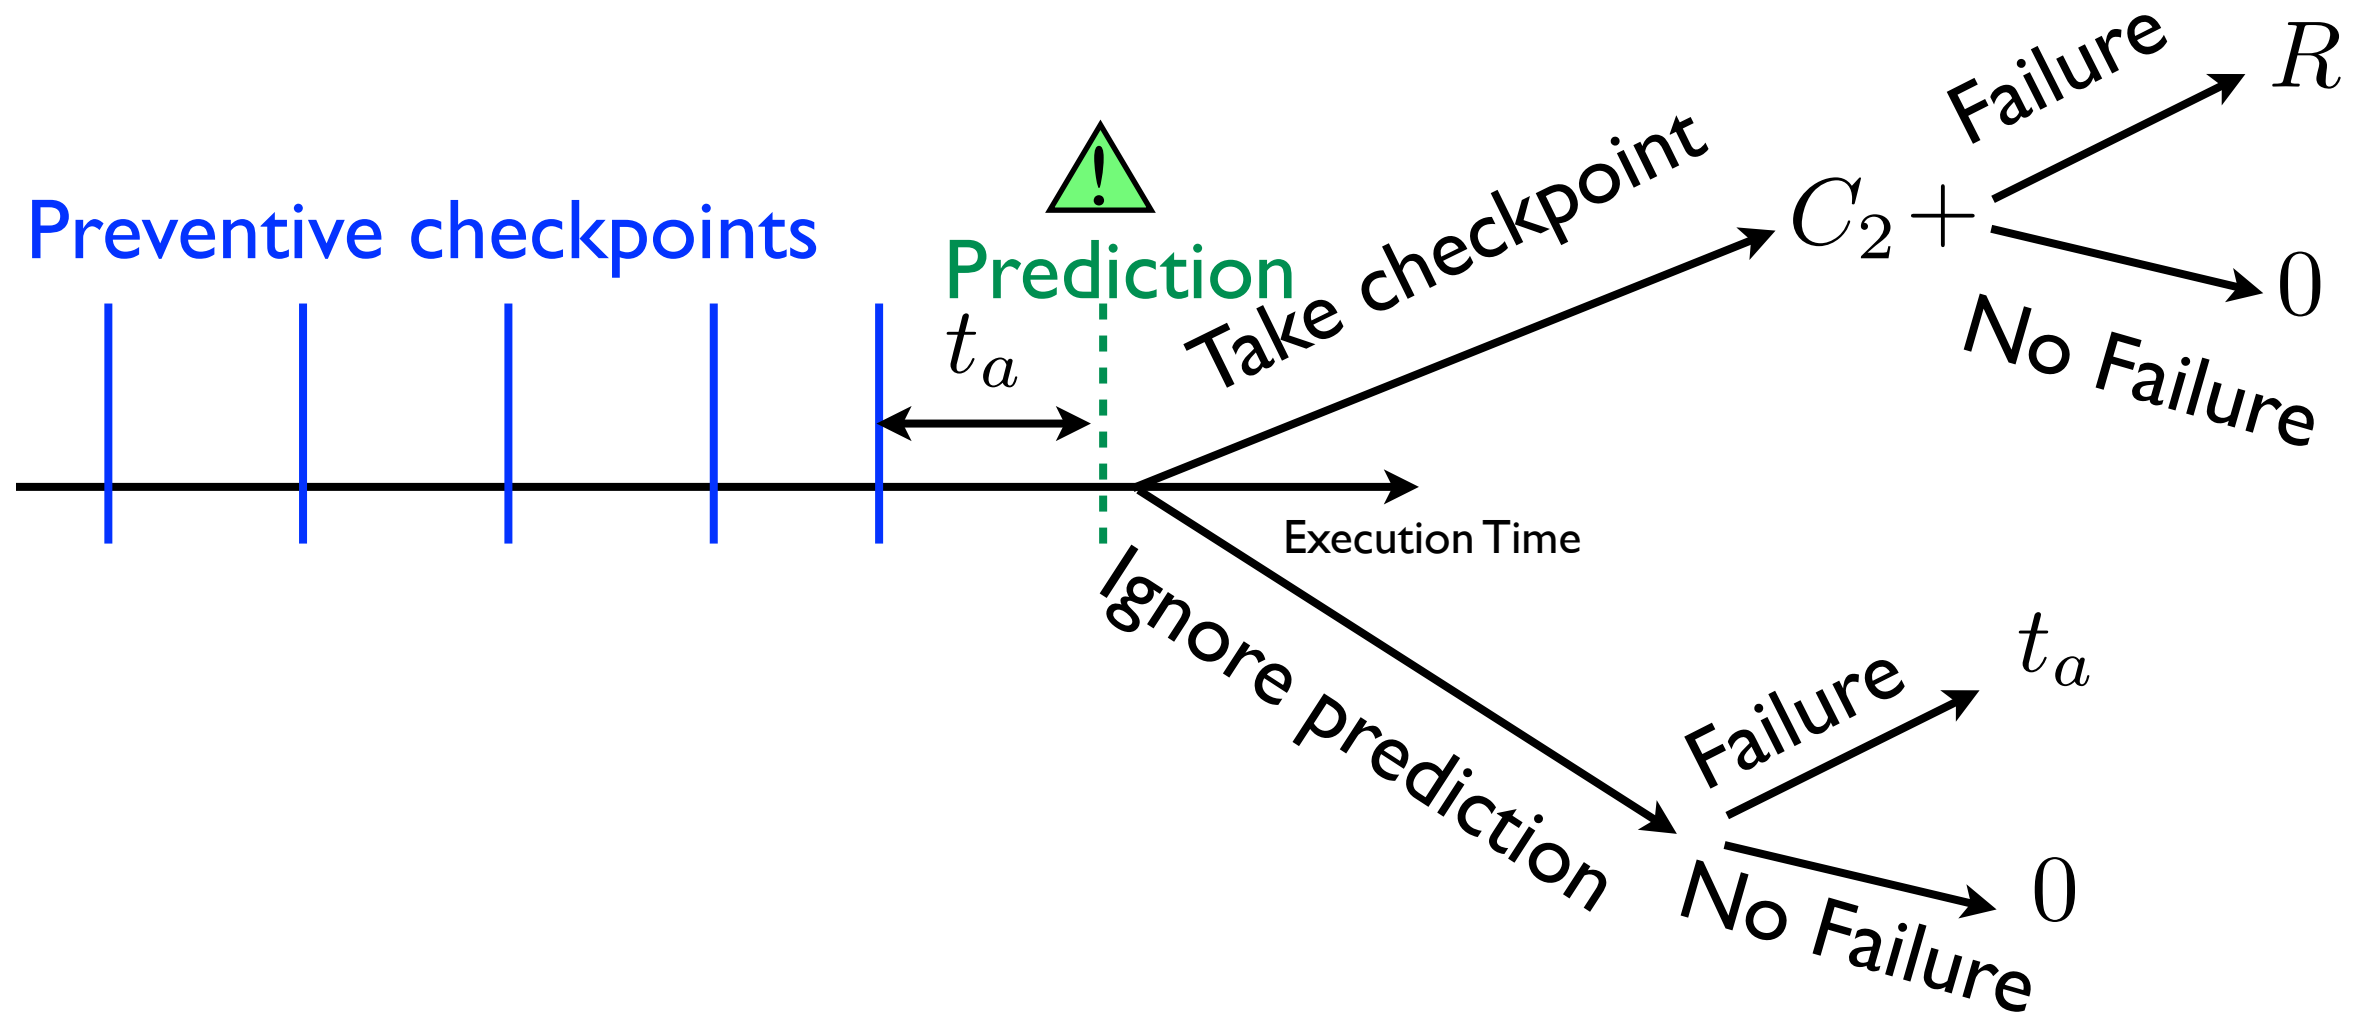 Preventive checkpoints
!
Prediction
t_a
Take checkpoint
C_2 +
Failure
R
0
No Failure
Execution Time
Ignore prediction
Failure
t_a
0
No Failure